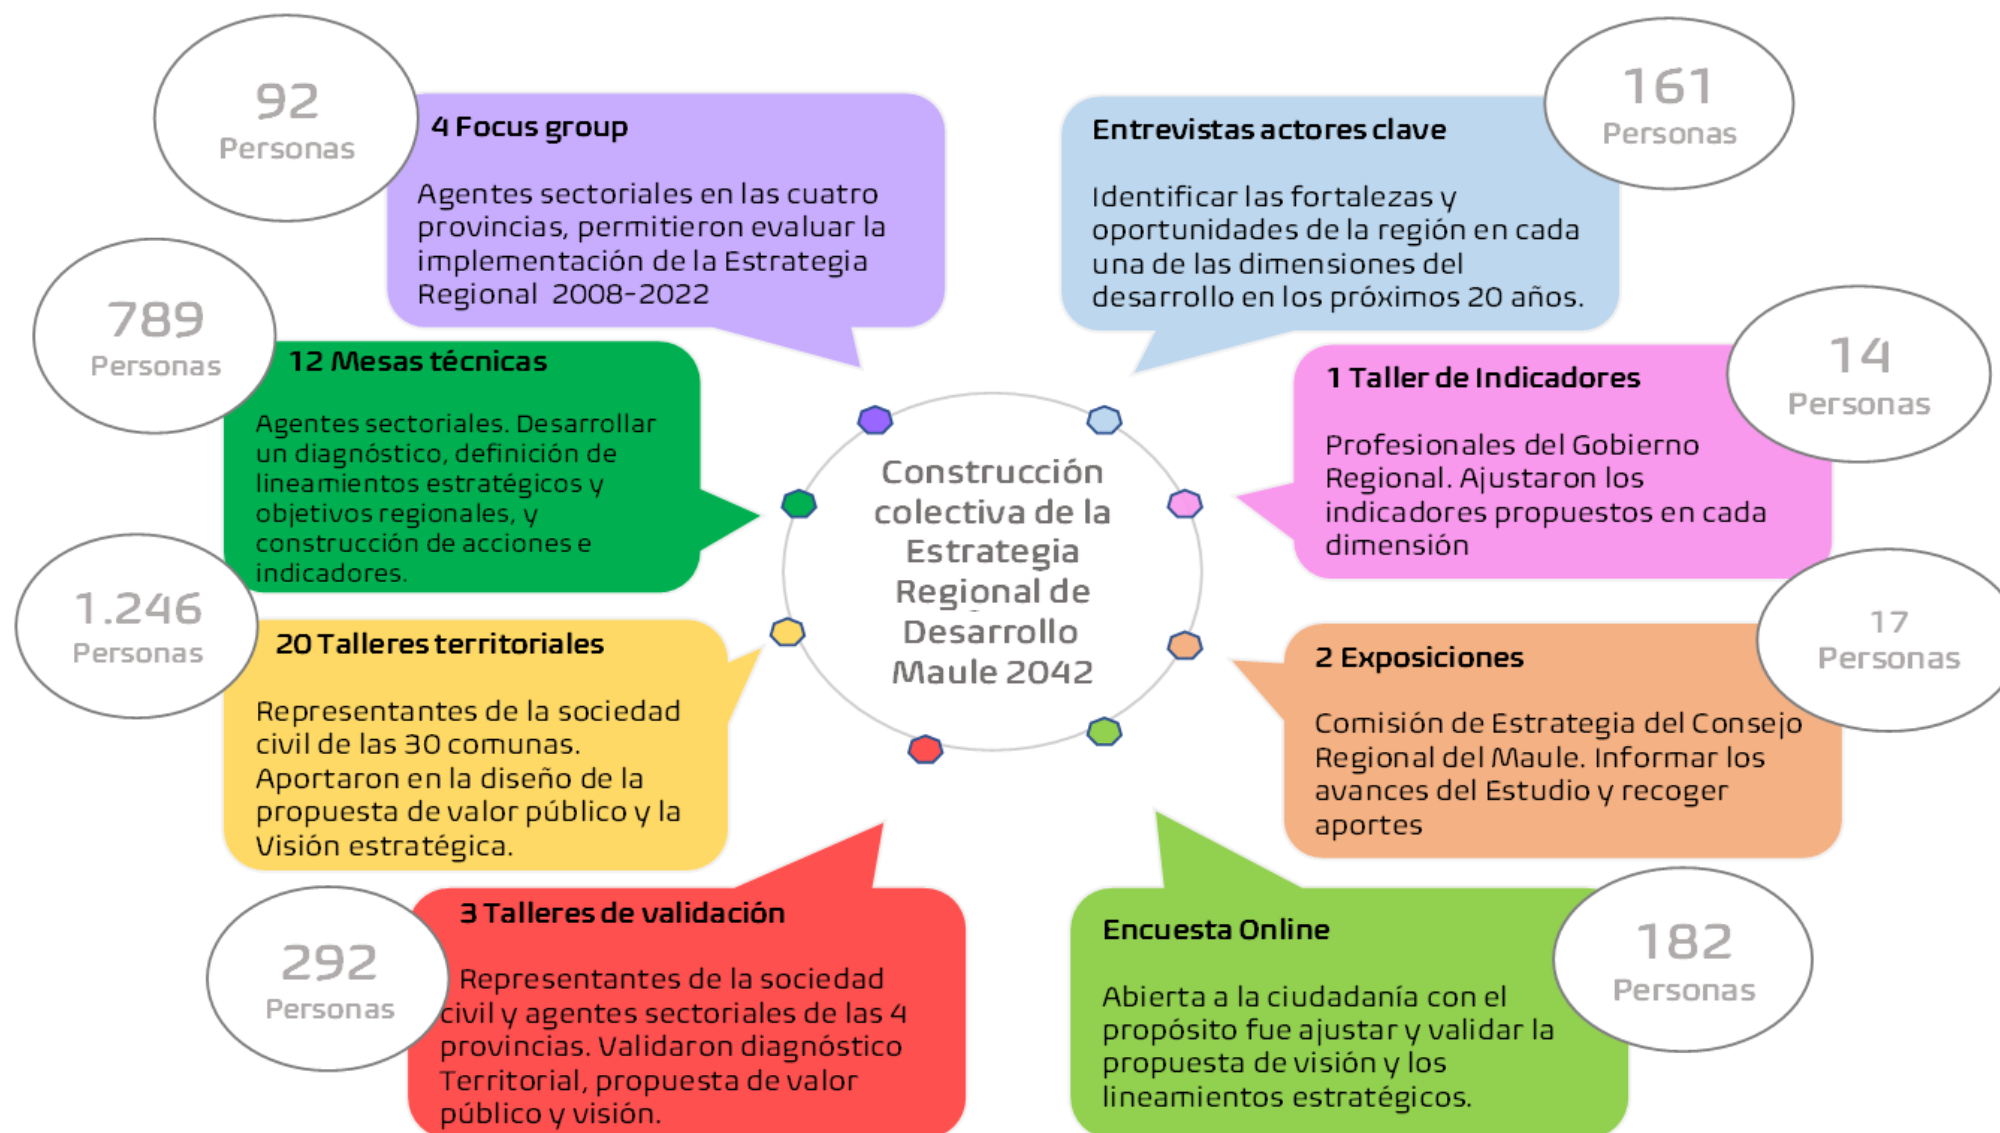 92
Personas
4 Focus group
Agentes sectoriales en las cuatro
provincias, permitieron evaluar la
implementación de la Estrategia
Regional 2008-2022
161
Personas
Entrevistas actores clave
Identificar las fortalezas y
oportunidades de la región en cada
una de las dimensiones del
desarrollo en los próximos 20 años.
789
Personas
12 Mesas técnicas
Agentes sectoriales. Desarrollar
un diagnóstico, definición de
lineamientos estratégicos y
objetivos regionales, y
construcción de acciones e
indicadores.
14
Personas
1 Taller de Indicadores
Profesionales del Gobierno
Regional. Ajustaron los
indicadores propuestos en cada
dimensión
Construcción
colectiva de la
Estrategia
Regional de
Desarrollo
Maule 2042
1.246
Personas
20 Talleres territoriales
Representantes de la sociedad
civil de las 30 comunas.
Aportaron en la diseño de la
propuesta de valor público y la
Visión estratégica.
17
Personas
2 Exposiciones
Comisión de Estrategia del Consejo
Regional del Maule. Informar los
avances del Estudio y recoger
aportes
292
Personas
3 Talleres de validación
Representantes de la sociedad
civil y agentes sectoriales de las 4
provincias. Validaron diagnóstico
Territorial, propuesta de valor
público y visión.
182
Personas
Encuesta Online
Abierta a la ciudadanía con el
propósito fue ajustar y validar la
propuesta de visión y los
lineamientos estratégicos.